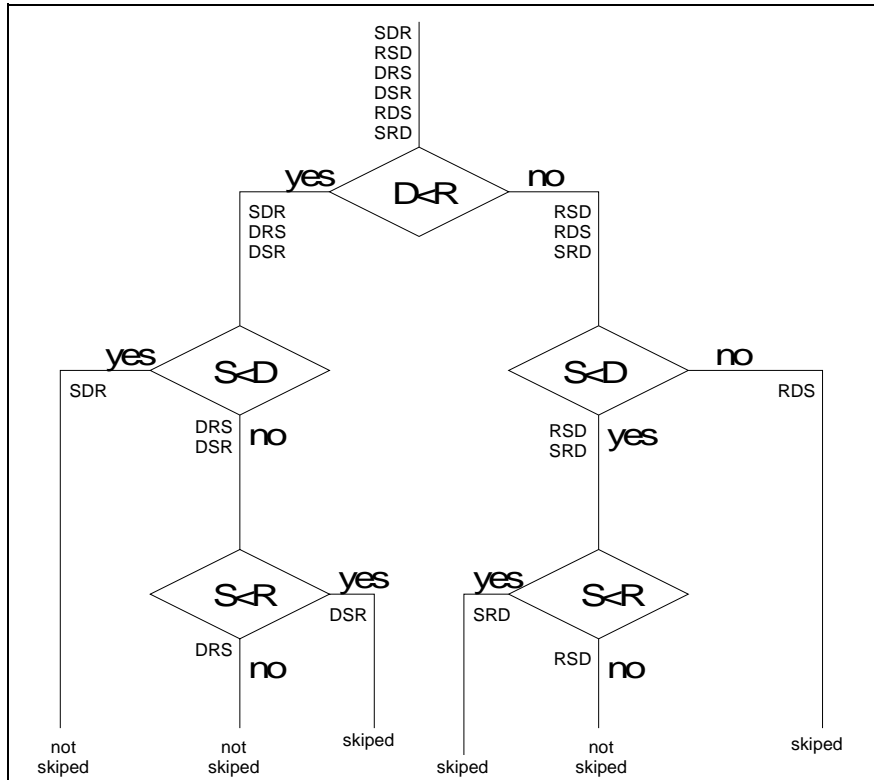 SDR
RSD
DRS
DSR
RDS
SRD
yes
D<R
no
SDR
DRS
DSR
RSD
RDS
SRD
yes
S<D
S<D
no
SDR
RDS
DRS
DSR
no
RSD
SRD
yes
S<R
yes
yes
S<R
DSR
SRD
DRS
no
RSD
no
not
skiped
not
skiped
skiped
skiped
not
skiped
skiped